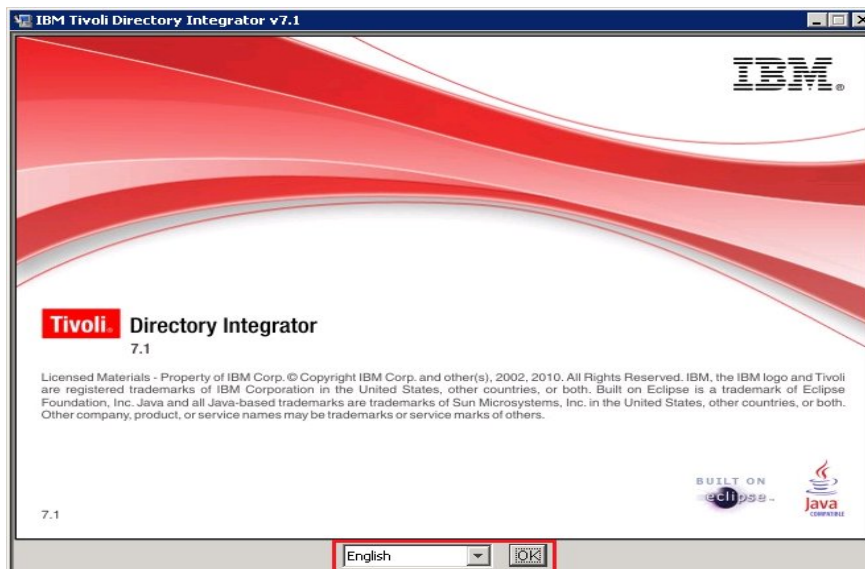 IBM Tivoli Directory Integrator v7.1
IBM®
Tivoli® Directory Integrator
7.1
Licensed Materials - Property of IBM Corp. © Copyright IBM Corp. and other(s), 2002, 2010. All Rights Reserved. IBM, the IBM logo and Tivoli
are registered trademarks of IBM Corporation in the United States, other countries, or both. Built on Eclipse is a trademark of Eclipse
Foundation, Inc. Java and all Java-based trademarks are trademarks of Sun Microsystems, Inc. in the United States, other countries, or both.
Other company, product, or service names may be trademarks or service marks of others.
BUILT ON
eclipse™
Java
COMPATIBLE
7.1
English
OK